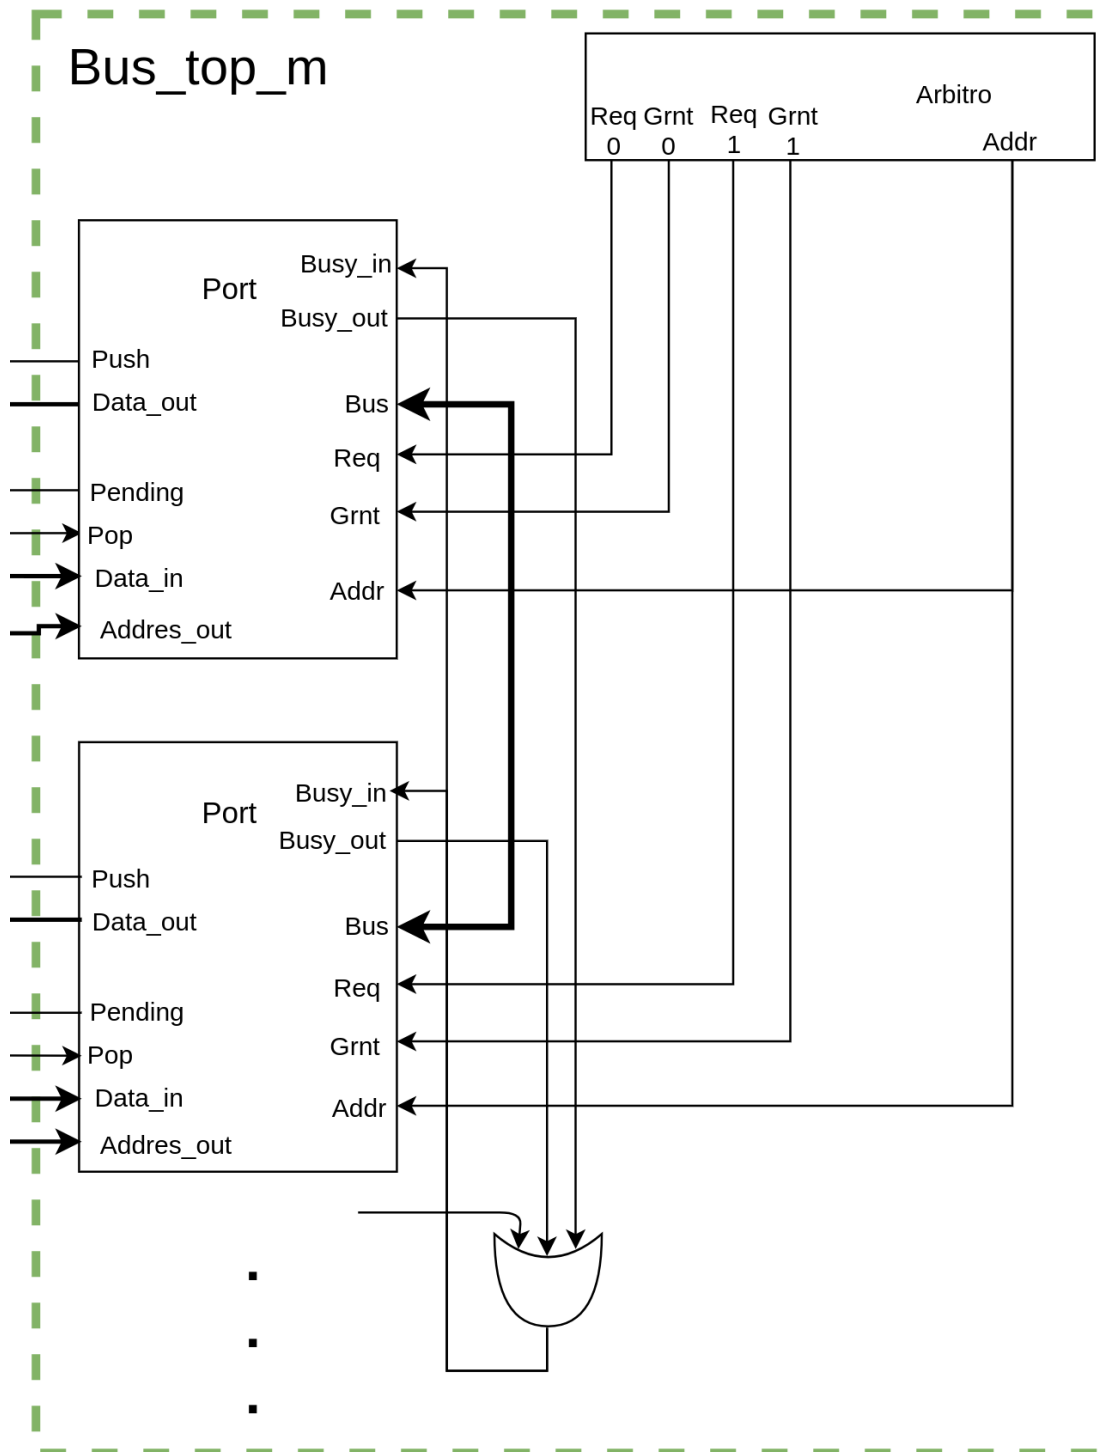 Bus_top_m
Arbitro
Req Grnt Req Grnt
0 0 1 1
Addr
Port
Busy_in
Busy_out
Push
Data_out
Bus
Req
Pending
Grnt
Pop
Data_in
Addr
Addres_out
Port
Busy_in
Busy_out
Push
Data_out
Bus
Req
Pending
Grnt
Pop
Data_in
Addr
Addres_out
.
.
.